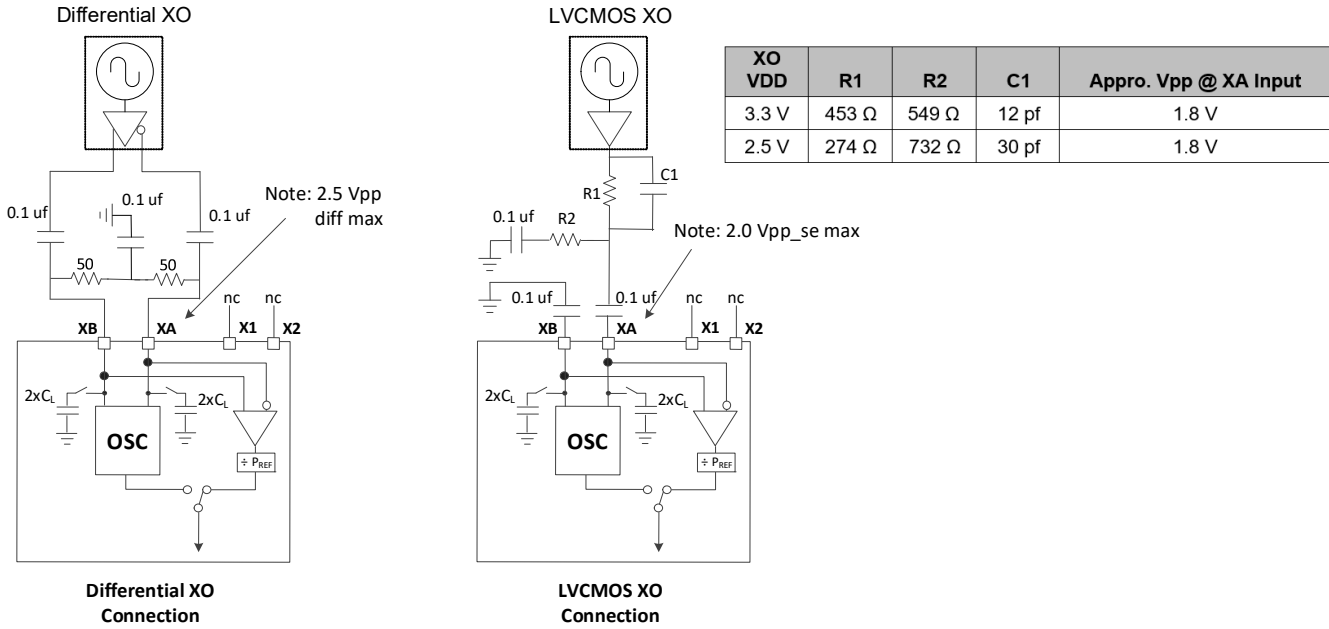 Differential XO
0.1 uf
0.1 uf
0.1 uf
Note: 2.5 Vpp
diff max
50
50
nc
nc
XB
XA
X1
X2
2xCL
2xCL
OSC
÷ PREF
Differential XO
Connection
LVCMOS XO
R1
C1
0.1 uf
R2
Note: 2.0 Vpp_se max
0.1 uf
0.1 uf
nc
nc
XB
XA
X1
X2
2xCL
2xCL
OSC
÷ PREF
LVCMOS XO
Connection
XO
VDD R1 R2 C1 Appro. Vpp @ XA Input
3.3 V 453 Ω 549 Ω 12 pf 1.8 V
2.5 V 274 Ω 732 Ω 30 pf 1.8 V